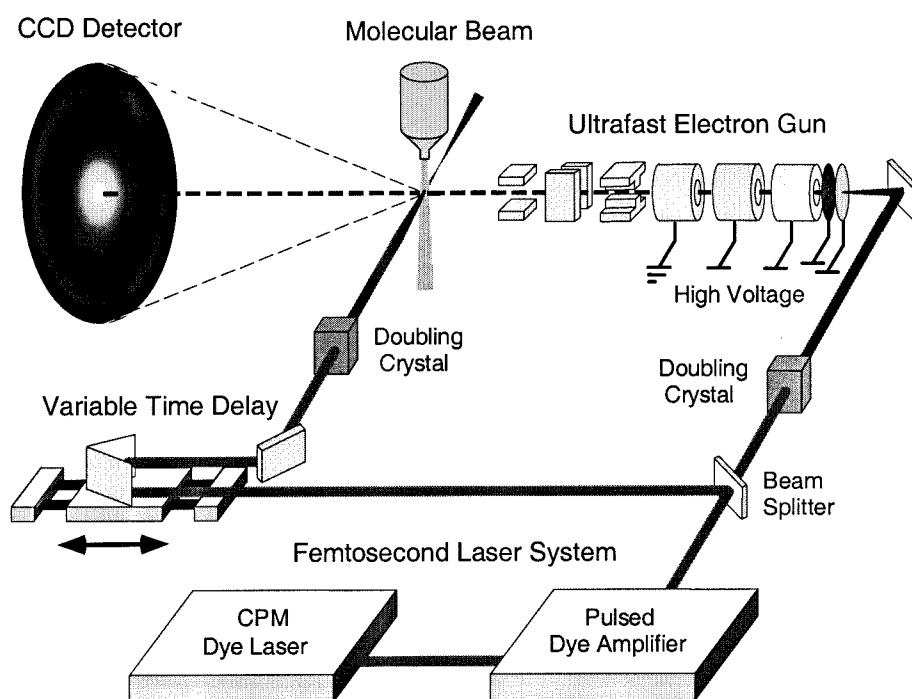 CCD Detector
Molecular Beam
Ultrafast Electron Gun
High Voltage
Doubling
Crystal
Doubling
Crystal
Variable Time Delay
Beam
Splitter
Femtosecond Laser System
CPM
Dye Laser
Pulsed
Dye Amplifier